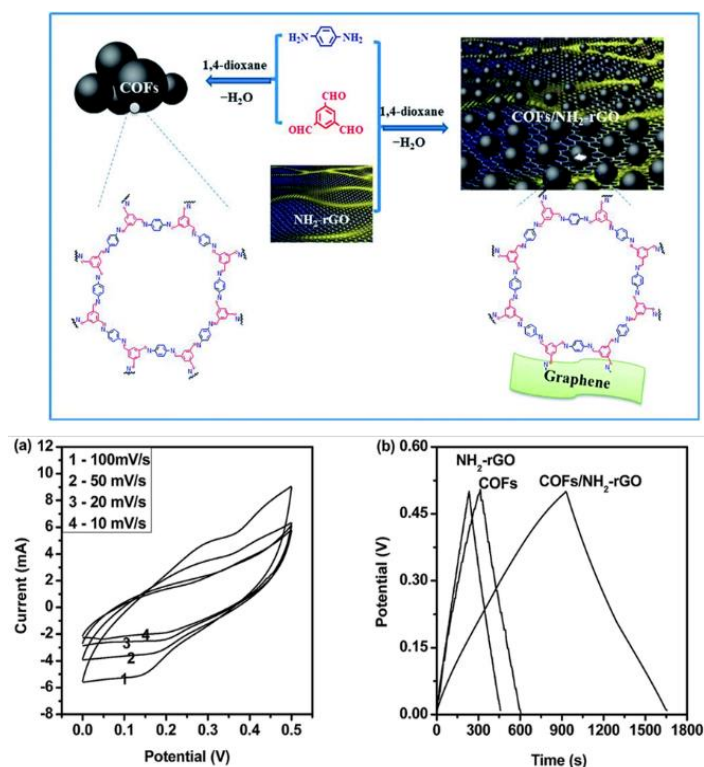 1,4-dioxane
−H₂O
H₂N
NH₂
CHO
OHC
CHO
COFs
NH₂-rGO
1,4-dioxane
−H₂O
COFs/NH₂-rGO
Graphene
(a)
1 - 100mV/s
2 - 50 mV/s
3 - 20 mV/s
4 - 10 mV/s
12
10
8
6
4
2
0
-2
-4
-6
-8
Current (mA)
4
3
2
1
0.0 0.1 0.2 0.3 0.4 0.5
Potential (V)
(b)
NH₂-rGO
COFs
COFs/NH₂-rGO
0.60
0.45
0.30
0.15
0.00
Potential (V)
0 300 600 900 1200 1500 1800
Time (s)